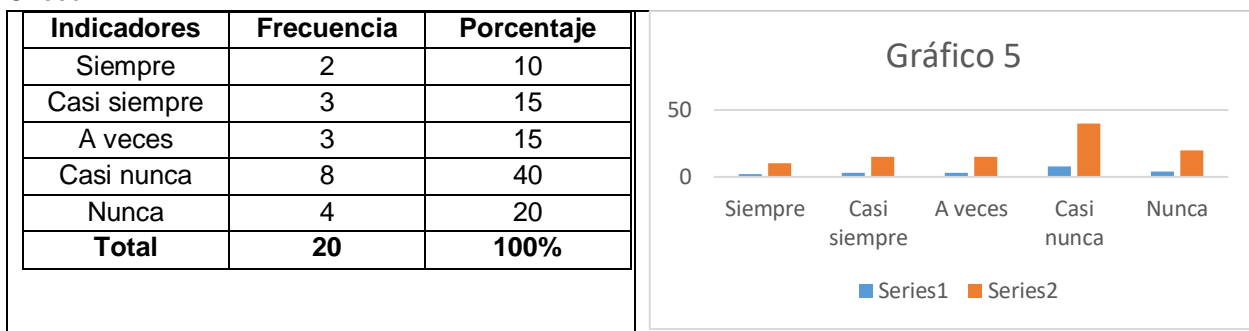 Indicadores Frecuencia Porcentaje
Siempre 2 10
Casi siempre 3 15
A veces 3 15
Casi nunca 8 40
Nunca 4 20
Total 20 100%
Gráfico 5
50
0
Siempre Casi siempre A veces Casi nunca Nunca
Series1 Series2